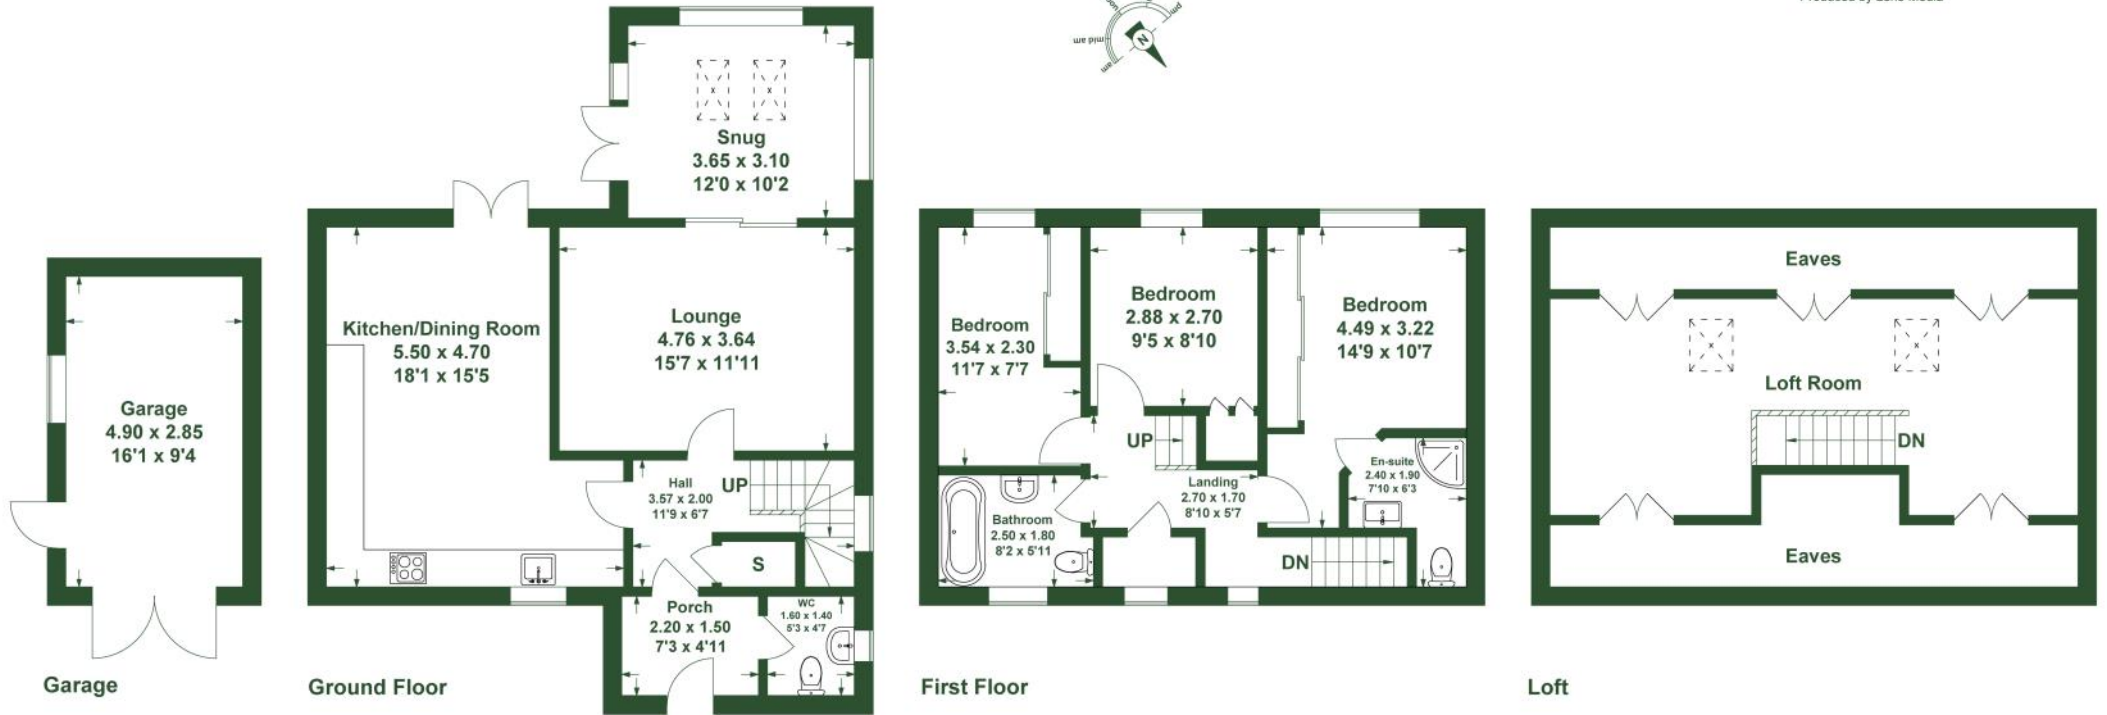 mid am
am
pm
N
Snug
3.65 x 3.10
12'0 x 10'2
Kitchen/Dining Room
5.50 x 4.70
18'1 x 15'5
Lounge
4.76 x 3.64
15'7 x 11'11
Garage
4.90 x 2.85
16'1 x 9'4
Hall
3.57 x 2.00
11'9 x 6'7
UP
S
Porch
2.20 x 1.50
7'3 x 4'11
WC
1.60 x 1.40
5'3 x 4'7
Bedroom
3.54 x 2.30
11'7 x 7'7
Bedroom
2.88 x 2.70
9'5 x 8'10
Bedroom
4.49 x 3.22
14'9 x 10'7
UP
Landing
2.70 x 1.70
8'10 x 5'7
En-suite
2.40 x 1.90
7'10 x 6'3
Bathroom
2.50 x 1.80
8'2 x 5'11
DN
Eaves
Loft Room
DN
Eaves
Garage
Ground Floor
First Floor
Loft